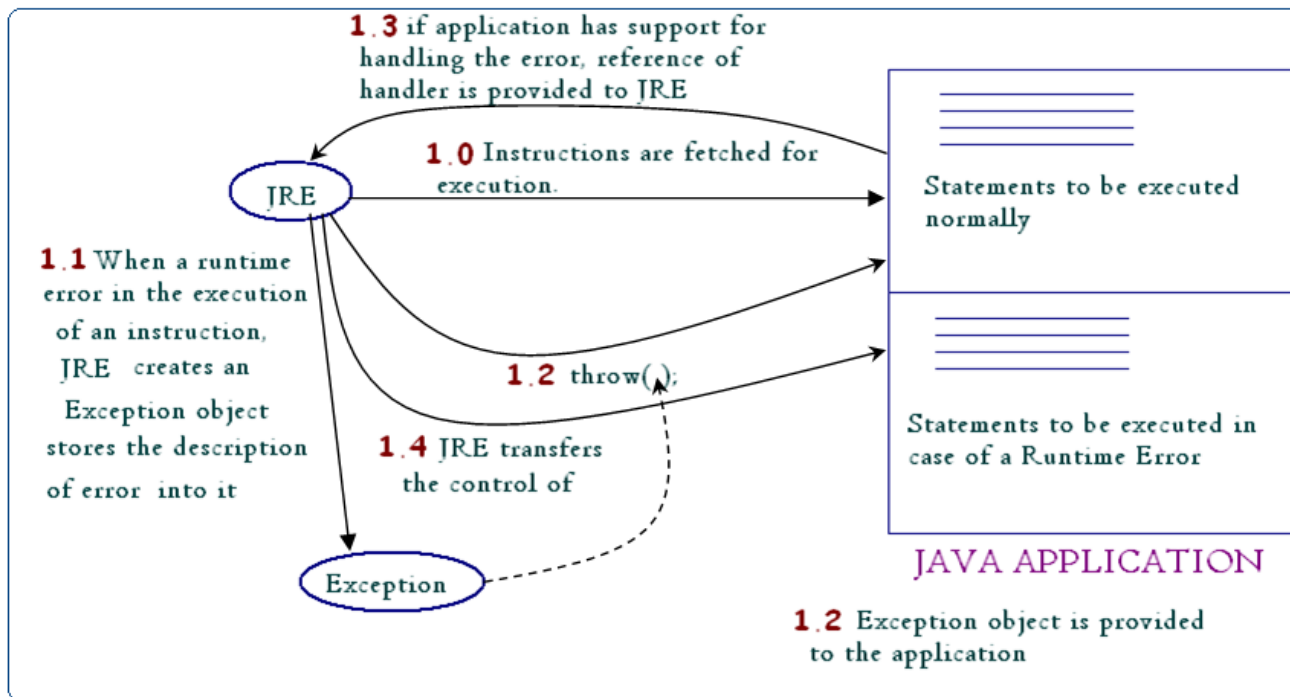 1.3 if application has support for
handling the error, reference of
handler is provided to JRE
1.0 Instructions are fetched for
execution.
JRE
Statements to be executed
normally
1.1 When a runtime
error in the execution
of an instruction,
JRE creates an
Exception object
stores the description
of error into it
1.2 throw( );
1.4 JRE transfers
the control of
Statements to be executed in
case of a Runtime Error
Exception
JAVA APPLICATION
1.2 Exception object is provided
to the application